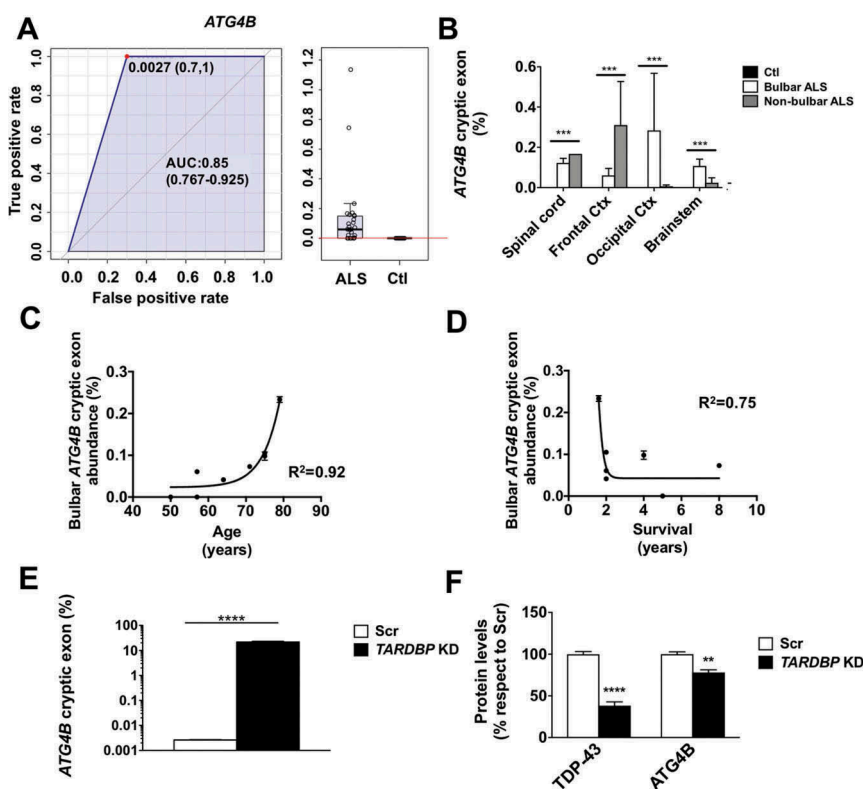 A
ATG4B
True positive rate
1.0
0.8
0.6
0.4
0.2
0.0
0.0027 (0.7,1)
AUC:0.85
(0.767-0.925)
0.0 0.2 0.4 0.6 0.8 1.0
False positive rate
1.2
1.0
0.8
0.6
0.4
0.2
0.0
ALS Ctl
B
ATG4B cryptic exon
(%)
0.6
0.4
0.2
0.0
***
***
***
***
Spinal cord
Frontal Ctx
Occipital Ctx
Brainstem
Ctl
Bulbar ALS
Non-bulbar ALS
C
Bulbar ATG4B cryptic exon
abundance (%)
0.3
0.2
0.1
0.0
R2=0.92
40 50 60 70 80 90
Age
(years)
D
Bulbar ATG4B cryptic exon
abundance (%)
0.3
0.2
0.1
0.0
R2=0.75
0 2 4 6 8 10
Survival
(years)
E
ATG4B cryptic exon (%)
100
10
1
0.1
0.01
0.001
****
Scr
TARDBP KD
F
Protein levels
(% respect to Scr)
150
100
50
0
****
**
TDP-43
ATG4B
Scr
TARDBP KD